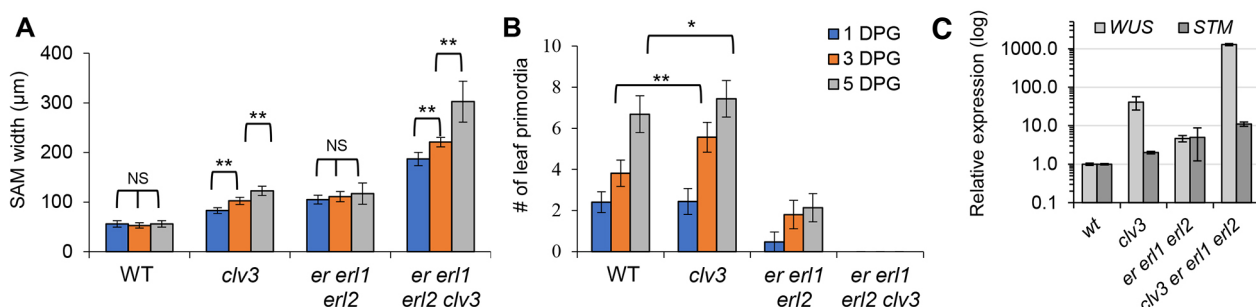 A
SAM width (μm)
400
300
200
100
0
NS
**
**
NS
**
**
WT
clv3
er erl1
erl2
er erl1
erl2 clv3
B
# of leaf primordia
10
8
6
4
2
0
**
*
1 DPG
3 DPG
5 DPG
WT
clv3
er erl1
erl2
er erl1
erl2 clv3
C
Relative expression (log)
WUS STM
1000.0
100.0
10.0
1.0
0.1
wt
clv3
er erl1 erl2
clv3 er erl1 erl2